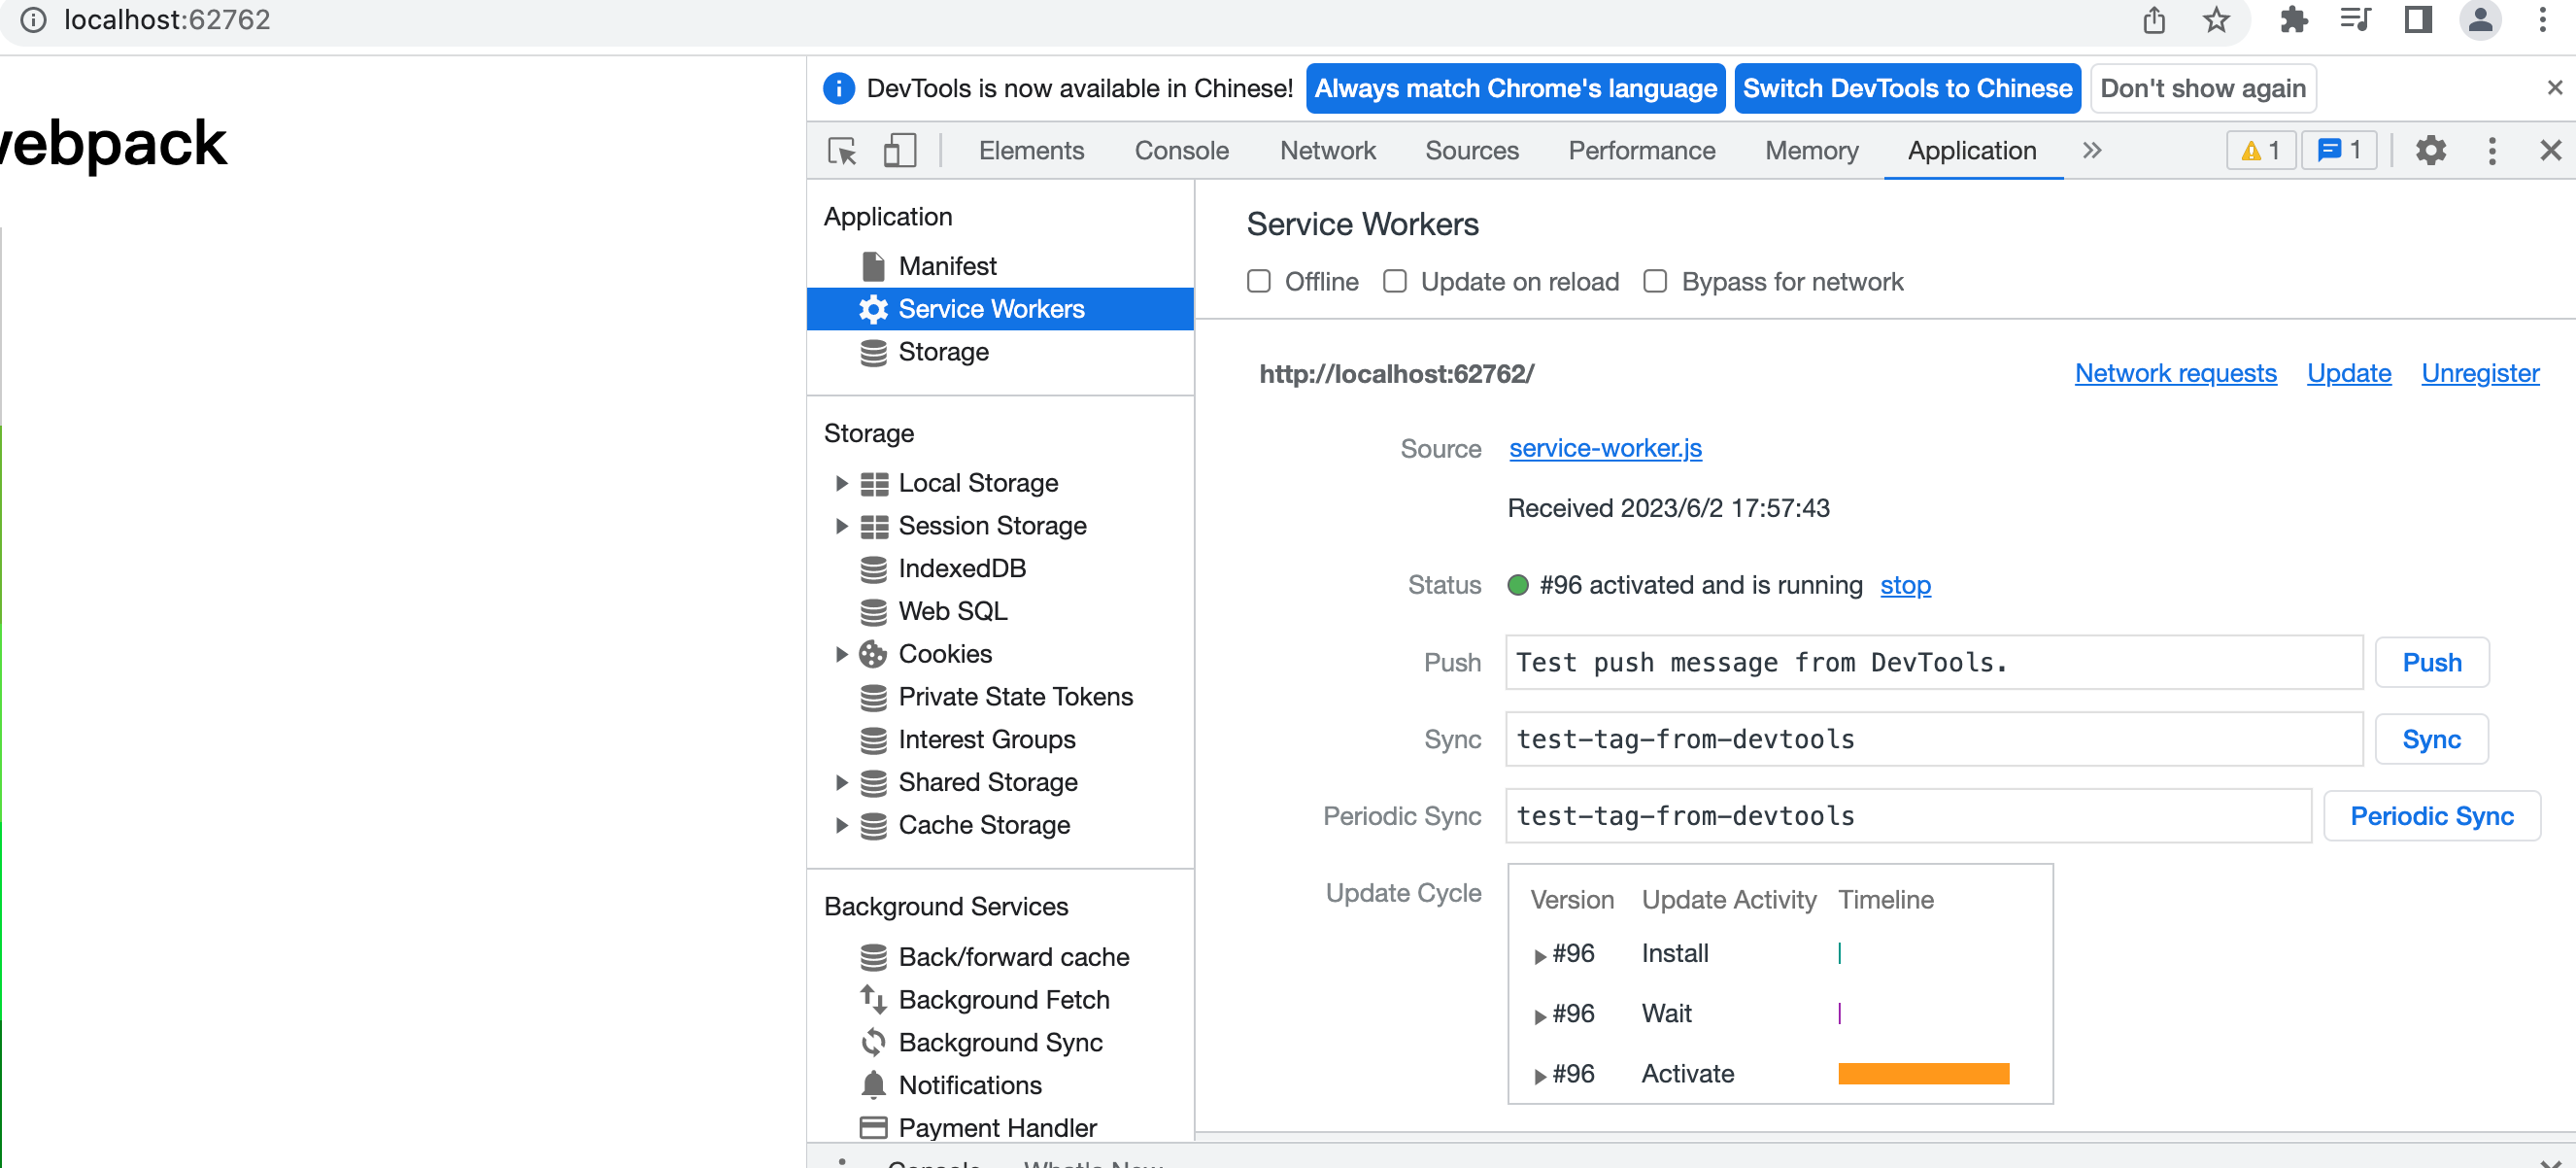 localhost:62762
webpack
DevTools is now available in Chinese! Always match Chrome's language Switch DevTools to Chinese Don't show again
Elements Console Network Sources Performance Memory Application 1 1
Application
Manifest
Service Workers
Storage
Storage
Local Storage
Session Storage
IndexedDB
Web SQL
Cookies
Private State Tokens
Interest Groups
Shared Storage
Cache Storage
Background Services
Back/forward cache
Background Fetch
Background Sync
Notifications
Payment Handler
Service Workers
Offline Update on reload Bypass for network
http://localhost:62762/ Network requests Update Unregister
Source service-worker.js
Received 2023/6/2 17:57:43
Status #96 activated and is running stop
Push Test push message from DevTools. Push
Sync test-tag-from-devtools Sync
Periodic Sync test-tag-from-devtools Periodic Sync
Update Cycle Version Update Activity Timeline
#96 Install
#96 Wait
#96 Activate
Console What's New